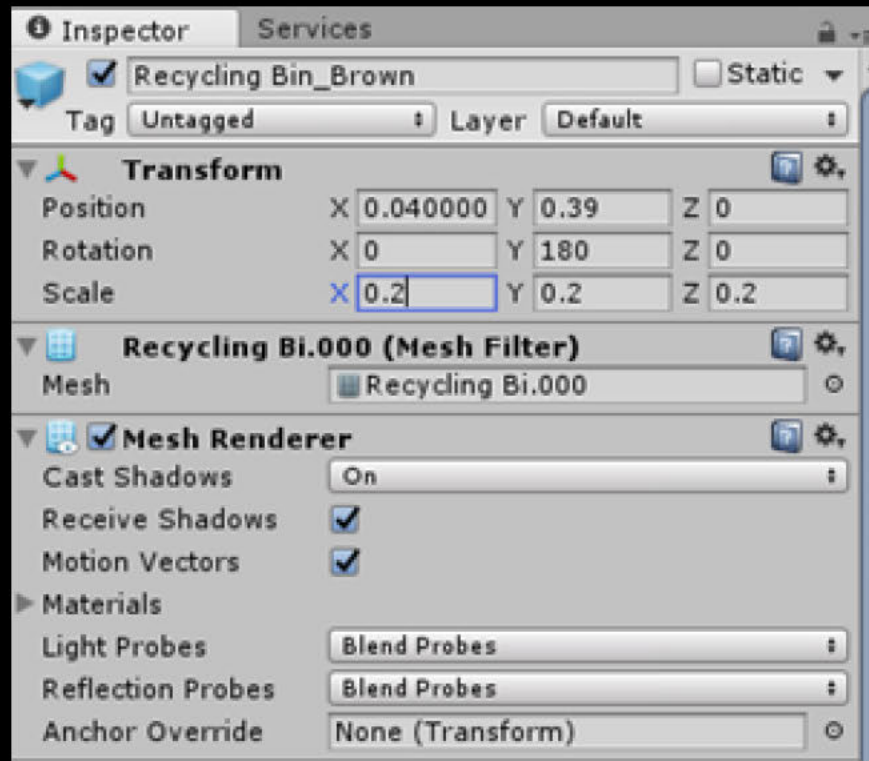 Inspector Services
Recycling Bin_Brown Static
Tag Untagged Layer Default
Transform
Position X 0.040000 Y 0.39 Z 0
Rotation X 0 Y 180 Z 0
Scale X 0.2 Y 0.2 Z 0.2
Recycling Bi.000 (Mesh Filter)
Mesh Recycling Bi.000
Mesh Renderer
Cast Shadows On
Receive Shadows
Motion Vectors
Materials
Light Probes Blend Probes
Reflection Probes Blend Probes
Anchor Override None (Transform)